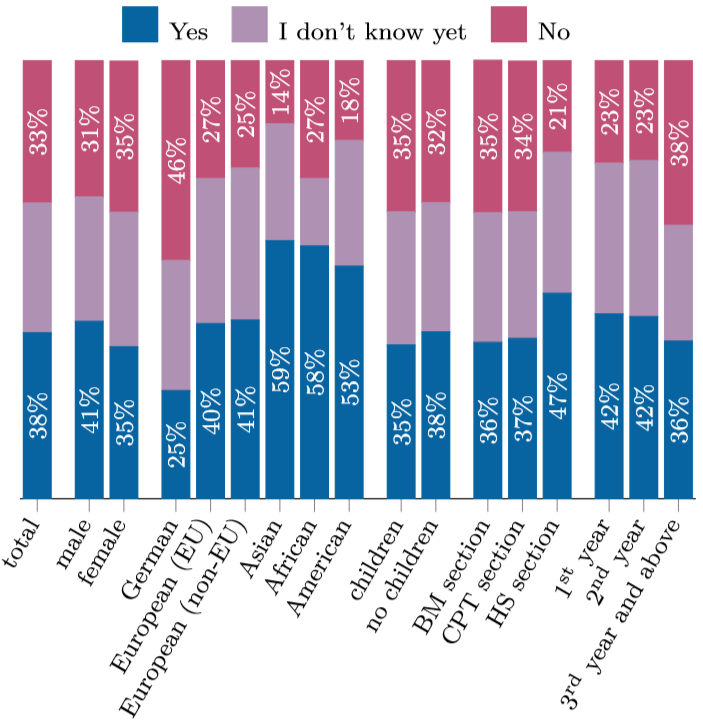 Yes I don't know yet No
33% 31% 35% 46% 27% 25% 14% 27% 18% 35% 32% 35% 34% 21% 23% 23% 38%
38% 41% 35% 25% 40% 41% 59% 58% 53% 35% 38% 36% 37% 47% 42% 42% 36%
total
male
female
German
European (EU)
European (non-EU)
Asian
African
American
children
no children
BM section
CPT section
HS section
1st year
2nd year
3rd year and above